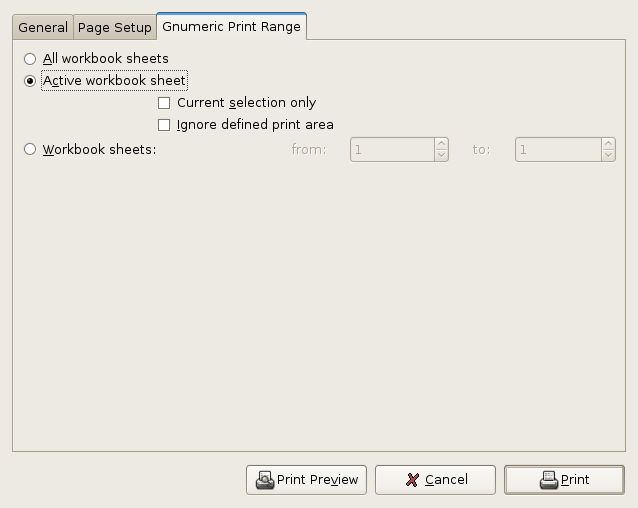 General Page Setup Gnumeric Print Range
All workbook sheets
Active workbook sheet
Current selection only
Ignore defined print area
Workbook sheets: from: 1 to: 1
Print Preview Cancel Print